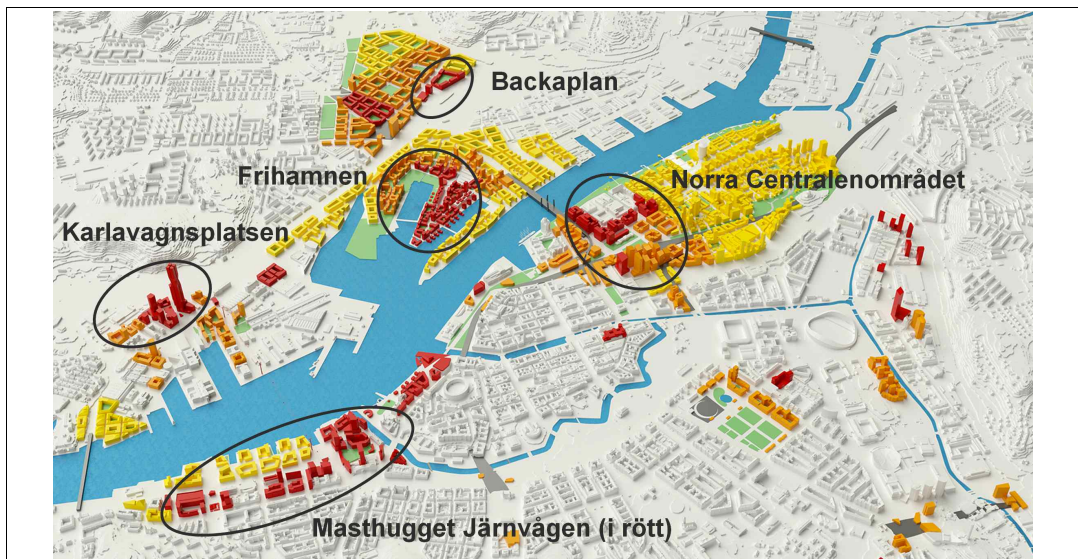 Backaplan
Frihamnen
Norra Centralenområdet
Karlavagnsplatsen
Masthugget Järnvågen (i rött)